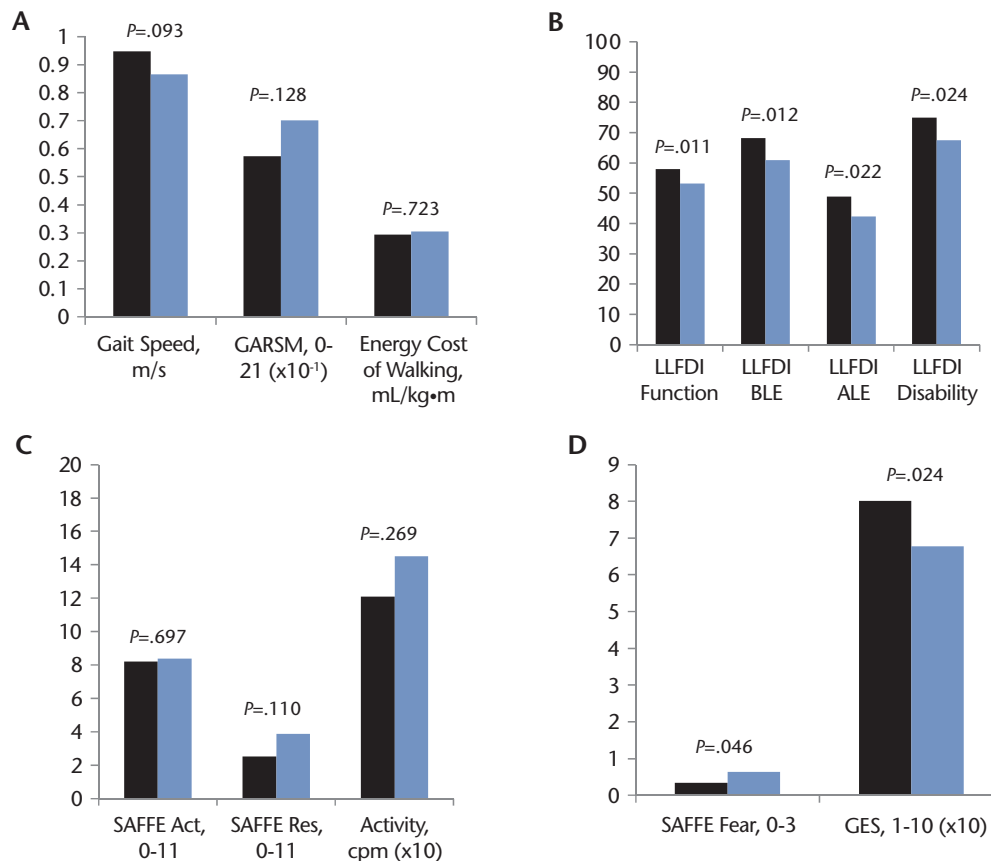 A
1
0.9
0.8
0.7
0.6
0.5
0.4
0.3
0.2
0.1
0
P=.093
P=.128
P=.723
Gait Speed,
m/s
GARSM, 0-
21 (x10-1)
Energy Cost
of Walking,
mL/kg•m
B
100
90
80
70
60
50
40
30
20
10
0
P=.011
P=.012
P=.022
P=.024
LLFDI
Function
LLFDI
BLE
LLFDI
ALE
LLFDI
Disability
C
20
18
16
14
12
10
8
6
4
2
0
P=.697
P=.110
P=.269
SAFFE Act,
0-11
SAFFE Res,
0-11
Activity,
cpm (x10)
D
9
8
7
6
5
4
3
2
1
0
P=.046
P=.024
SAFFE Fear, 0-3
GES, 1-10 (x10)